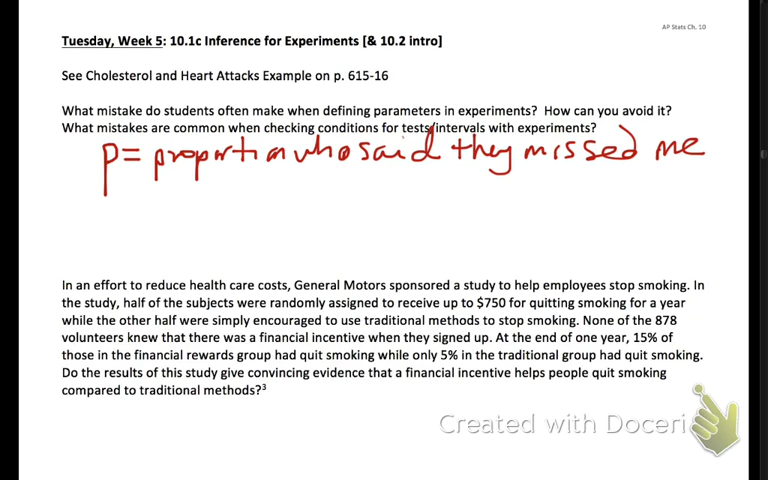 AP Stats Ch. 10
Tuesday, Week 5: 10.1c Inference for Experiments [& 10.2 intro]
See Cholesterol and Heart Attacks Example on p. 615-16
What mistake do students often make when defining parameters in experiments?  How can you avoid it?
What mistakes are common when checking conditions for tests/intervals with experiments?
p = proportion who said they missed me
In an effort to reduce health care costs, General Motors sponsored a study to help employees stop smoking. In
the study, half of the subjects were randomly assigned to receive up to $750 for quitting smoking for a year
while the other half were simply encouraged to use traditional methods to stop smoking. None of the 878
volunteers knew that there was a financial incentive when they signed up. At the end of one year, 15% of
those in the financial rewards group had quit smoking while only 5% in the traditional group had quit smoking.
Do the results of this study give convincing evidence that a financial incentive helps people quit smoking
compared to traditional methods?³
Created with Doceri